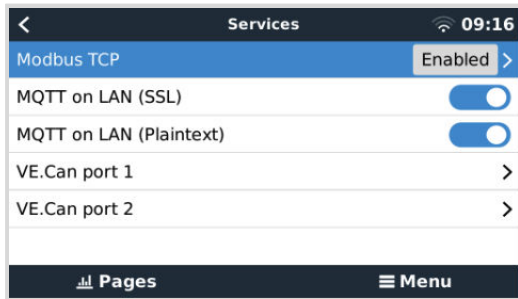 Services 09:16
Modbus TCP Enabled
MQTT on LAN (SSL)
MQTT on LAN (Plaintext)
VE.Can port 1
VE.Can port 2
Pages Menu